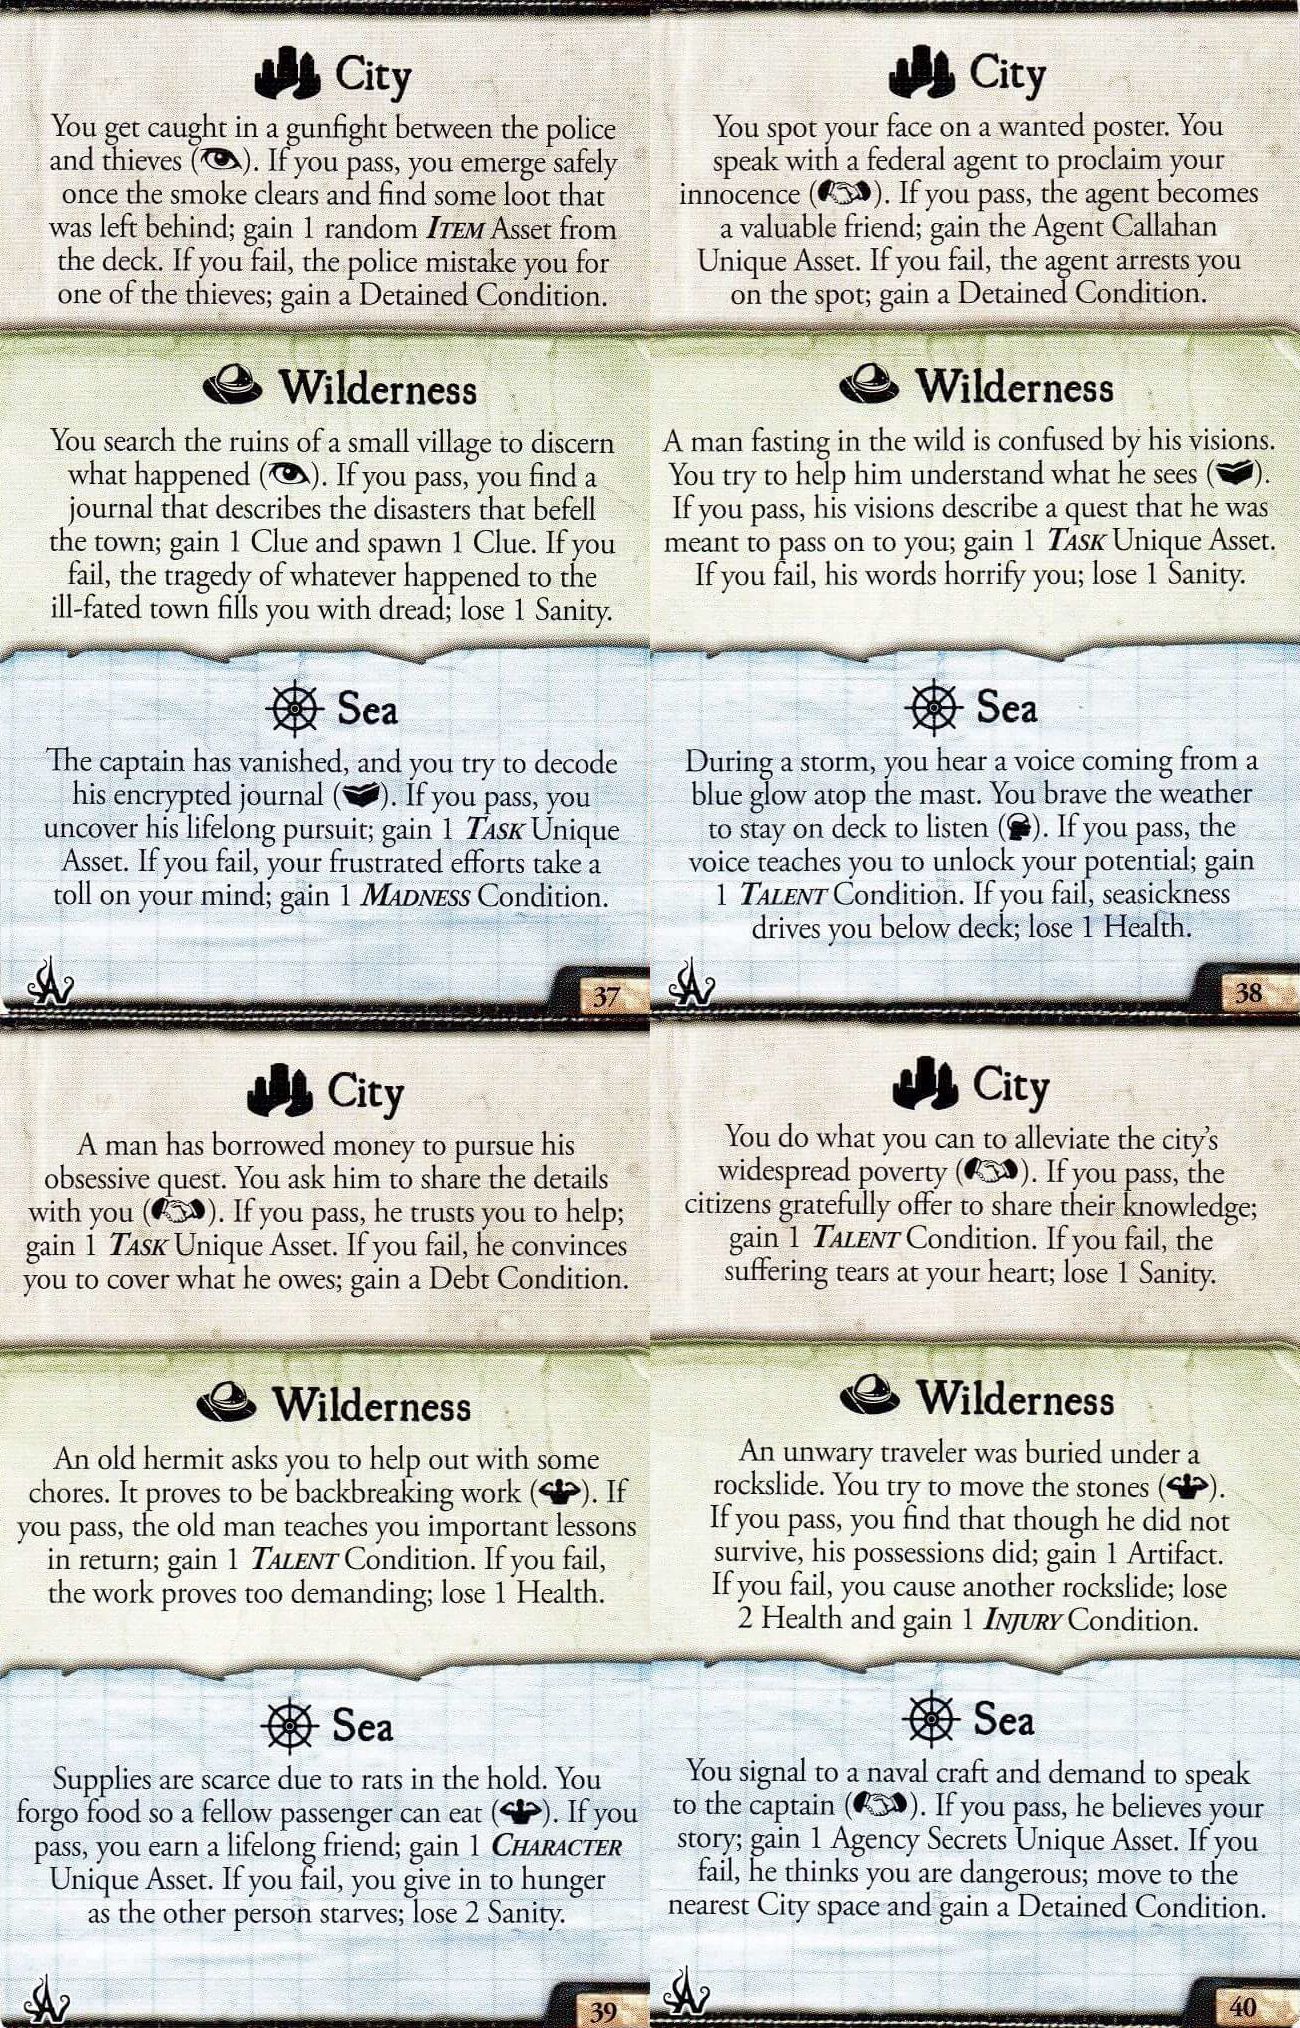 City
You get caught in a gunfight between the police
and thieves (). If you pass, you emerge safely
once the smoke clears and find some loot that
was left behind; gain 1 random ITEM Asset from
the deck. If you fail, the police mistake you for
one of the thieves; gain a Detained Condition.
Wilderness
You search the ruins of a small village to discern
what happened (). If you pass, you find a
journal that describes the disasters that befell
the town; gain 1 Clue and spawn 1 Clue. If you
fail, the tragedy of whatever happened to the
ill-fated town fills you with dread; lose 1 Sanity.
Sea
The captain has vanished, and you try to decode
his encrypted journal (). If you pass, you
uncover his lifelong pursuit; gain 1 TASK Unique
Asset. If you fail, your frustrated efforts take a
toll on your mind; gain 1 MADNESS Condition.
37
City
You spot your face on a wanted poster. You
speak with a federal agent to proclaim your
innocence (). If you pass, the agent becomes
a valuable friend; gain the Agent Callahan
Unique Asset. If you fail, the agent arrests you
on the spot; gain a Detained Condition.
Wilderness
A man fasting in the wild is confused by his visions.
You try to help him understand what he sees ().
If you pass, his visions describe a quest that he was
meant to pass on to you; gain 1 TASK Unique Asset.
If you fail, his words horrify you; lose 1 Sanity.
Sea
During a storm, you hear a voice coming from a
blue glow atop the mast. You brave the weather
to stay on deck to listen (). If you pass, the
voice teaches you to unlock your potential; gain
1 TALENT Condition. If you fail, seasickness
drives you below deck; lose 1 Health.
38
City
A man has borrowed money to pursue his
obsessive quest. You ask him to share the details
with you (). If you pass, he trusts you to help;
gain 1 TASK Unique Asset. If you fail, he convinces
you to cover what he owes; gain a Debt Condition.
Wilderness
An old hermit asks you to help out with some
chores. It proves to be backbreaking work (). If
you pass, the old man teaches you important lessons
in return; gain 1 TALENT Condition. If you fail,
the work proves too demanding; lose 1 Health.
Sea
Supplies are scarce due to rats in the hold. You
forgo food so a fellow passenger can eat (). If you
pass, you earn a lifelong friend; gain 1 CHARACTER
Unique Asset. If you fail, you give in to hunger
as the other person starves; lose 2 Sanity.
39
City
You do what you can to alleviate the city's
widespread poverty (). If you pass, the
citizens gratefully offer to share their knowledge;
gain 1 TALENT Condition. If you fail, the
suffering tears at your heart; lose 1 Sanity.
Wilderness
An unwary traveler was buried under a
rockslide. You try to move the stones ().
If you pass, you find that though he did not
survive, his possessions did; gain 1 Artifact.
If you fail, you cause another rockslide; lose
2 Health and gain 1 INJURY Condition.
Sea
You signal to a naval craft and demand to speak
to the captain (). If you pass, he believes your
story; gain 1 Agency Secrets Unique Asset. If you
fail, he thinks you are dangerous; move to the
nearest City space and gain a Detained Condition.
40